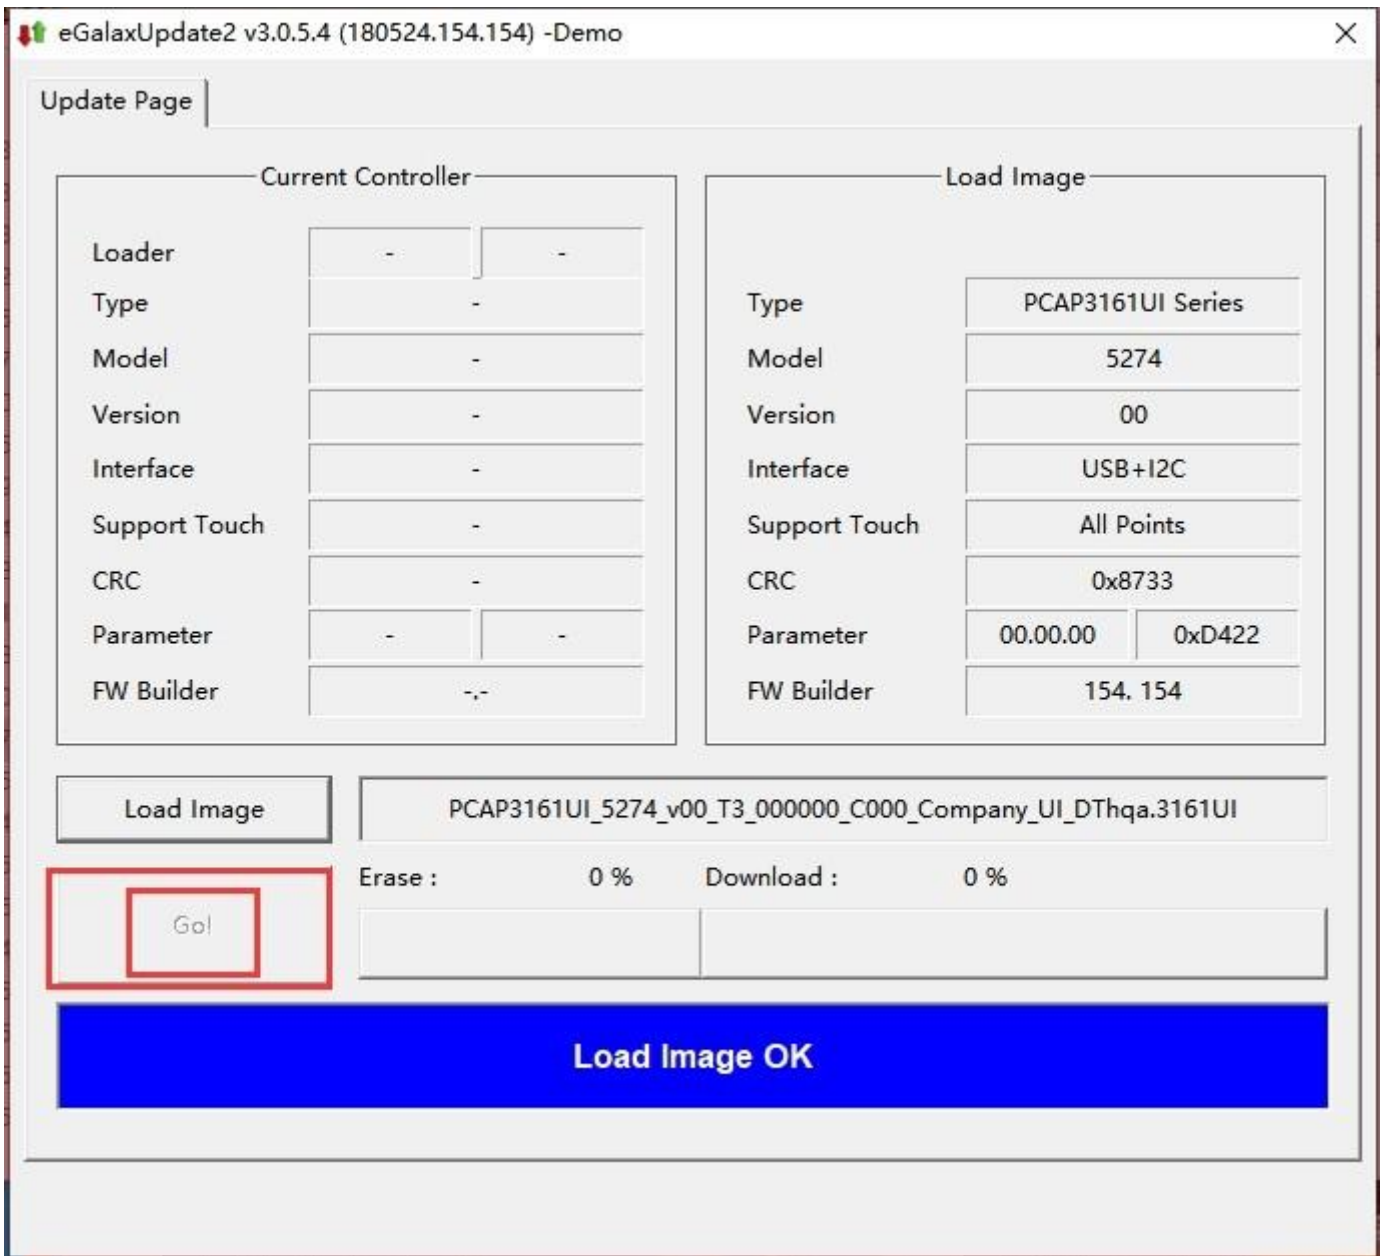 eGalaxUpdate2 v3.0.5.4 (180524.154.154) -Demo
Update Page
Current Controller
Loader - -
Type -
Model -
Version -
Interface -
Support Touch -
CRC -
Parameter - -
FW Builder -.-
Load Image
Type PCAP3161UI Series
Model 5274
Version 00
Interface USB+I2C
Support Touch All Points
CRC 0x8733
Parameter 00.00.00 0xD422
FW Builder 154. 154
Load Image PCAP3161UI_5274_v00_T3_000000_C000_Company_UI_DThqa.3161UI
Erase : 0 % Download : 0 %
Go!
Load Image OK